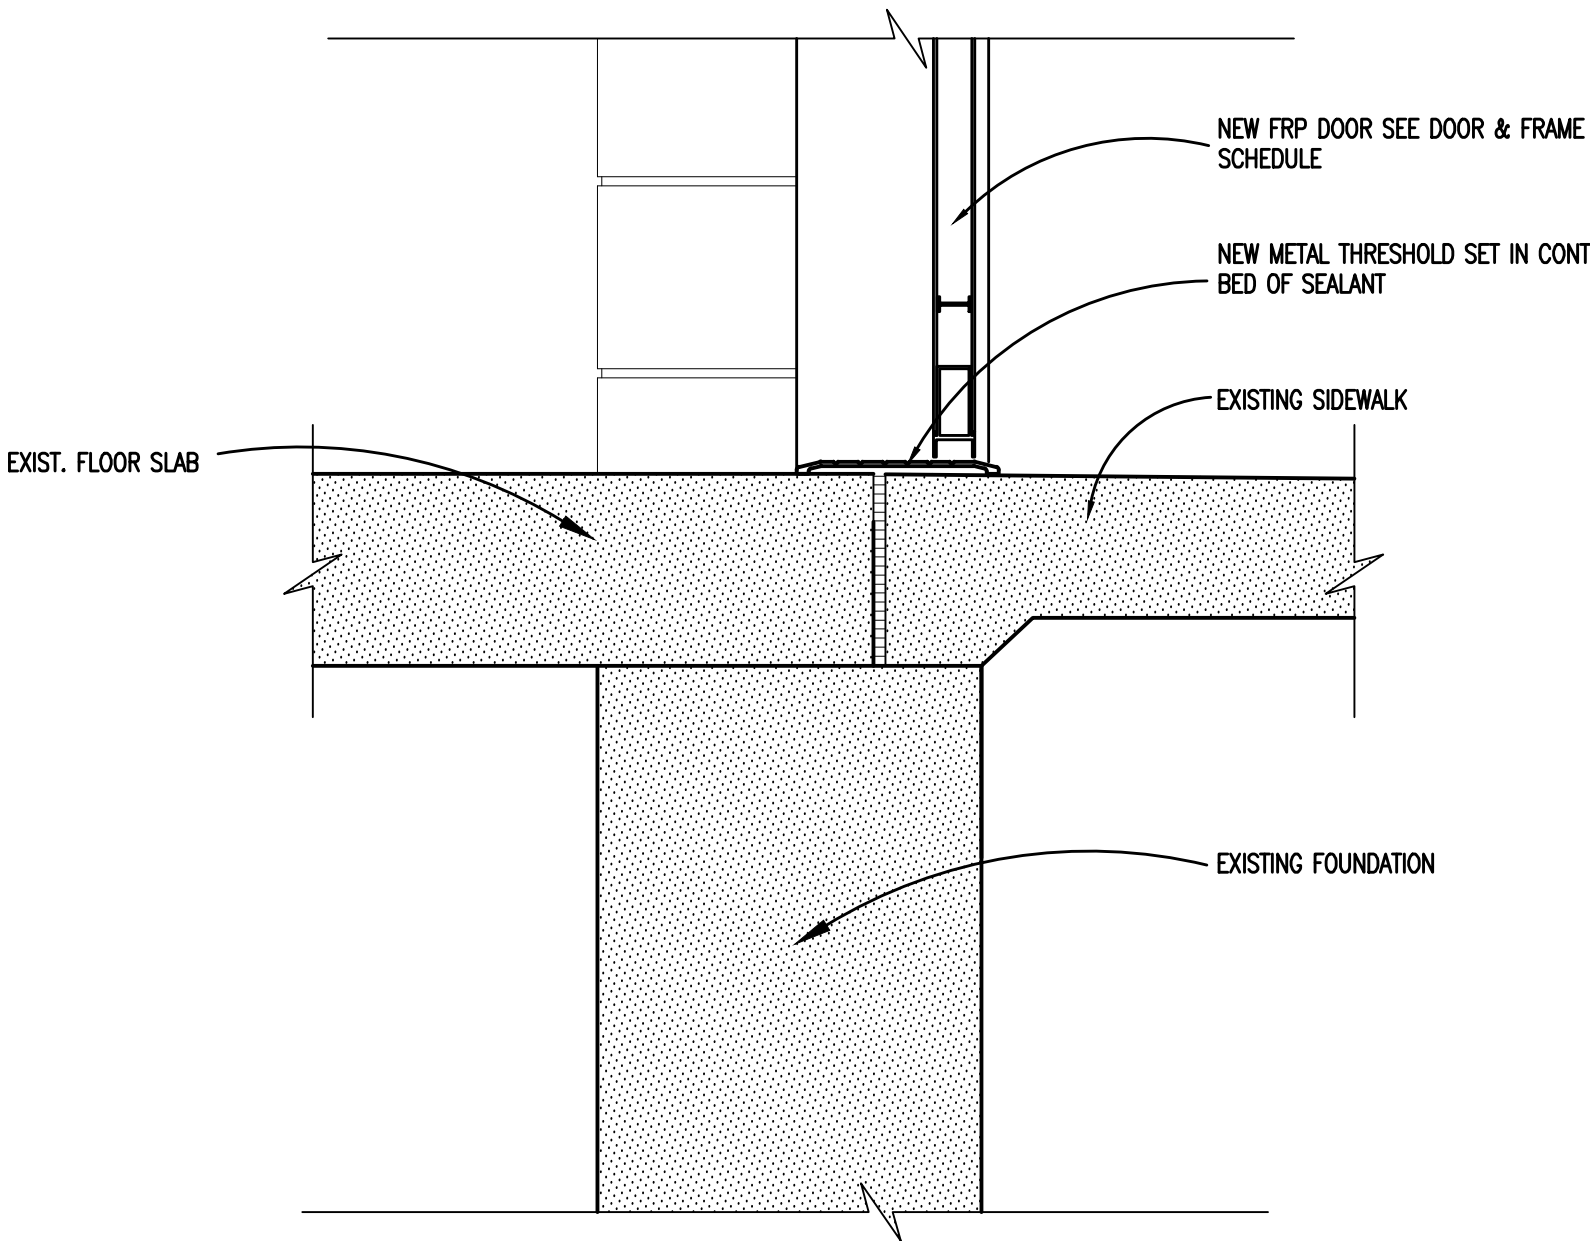 NEW FRP DOOR SEE DOOR & FRAME
SCHEDULE
NEW METAL THRESHOLD SET IN CONT
BED OF SEALANT
EXISTING SIDEWALK
EXIST. FLOOR SLAB
EXISTING FOUNDATION